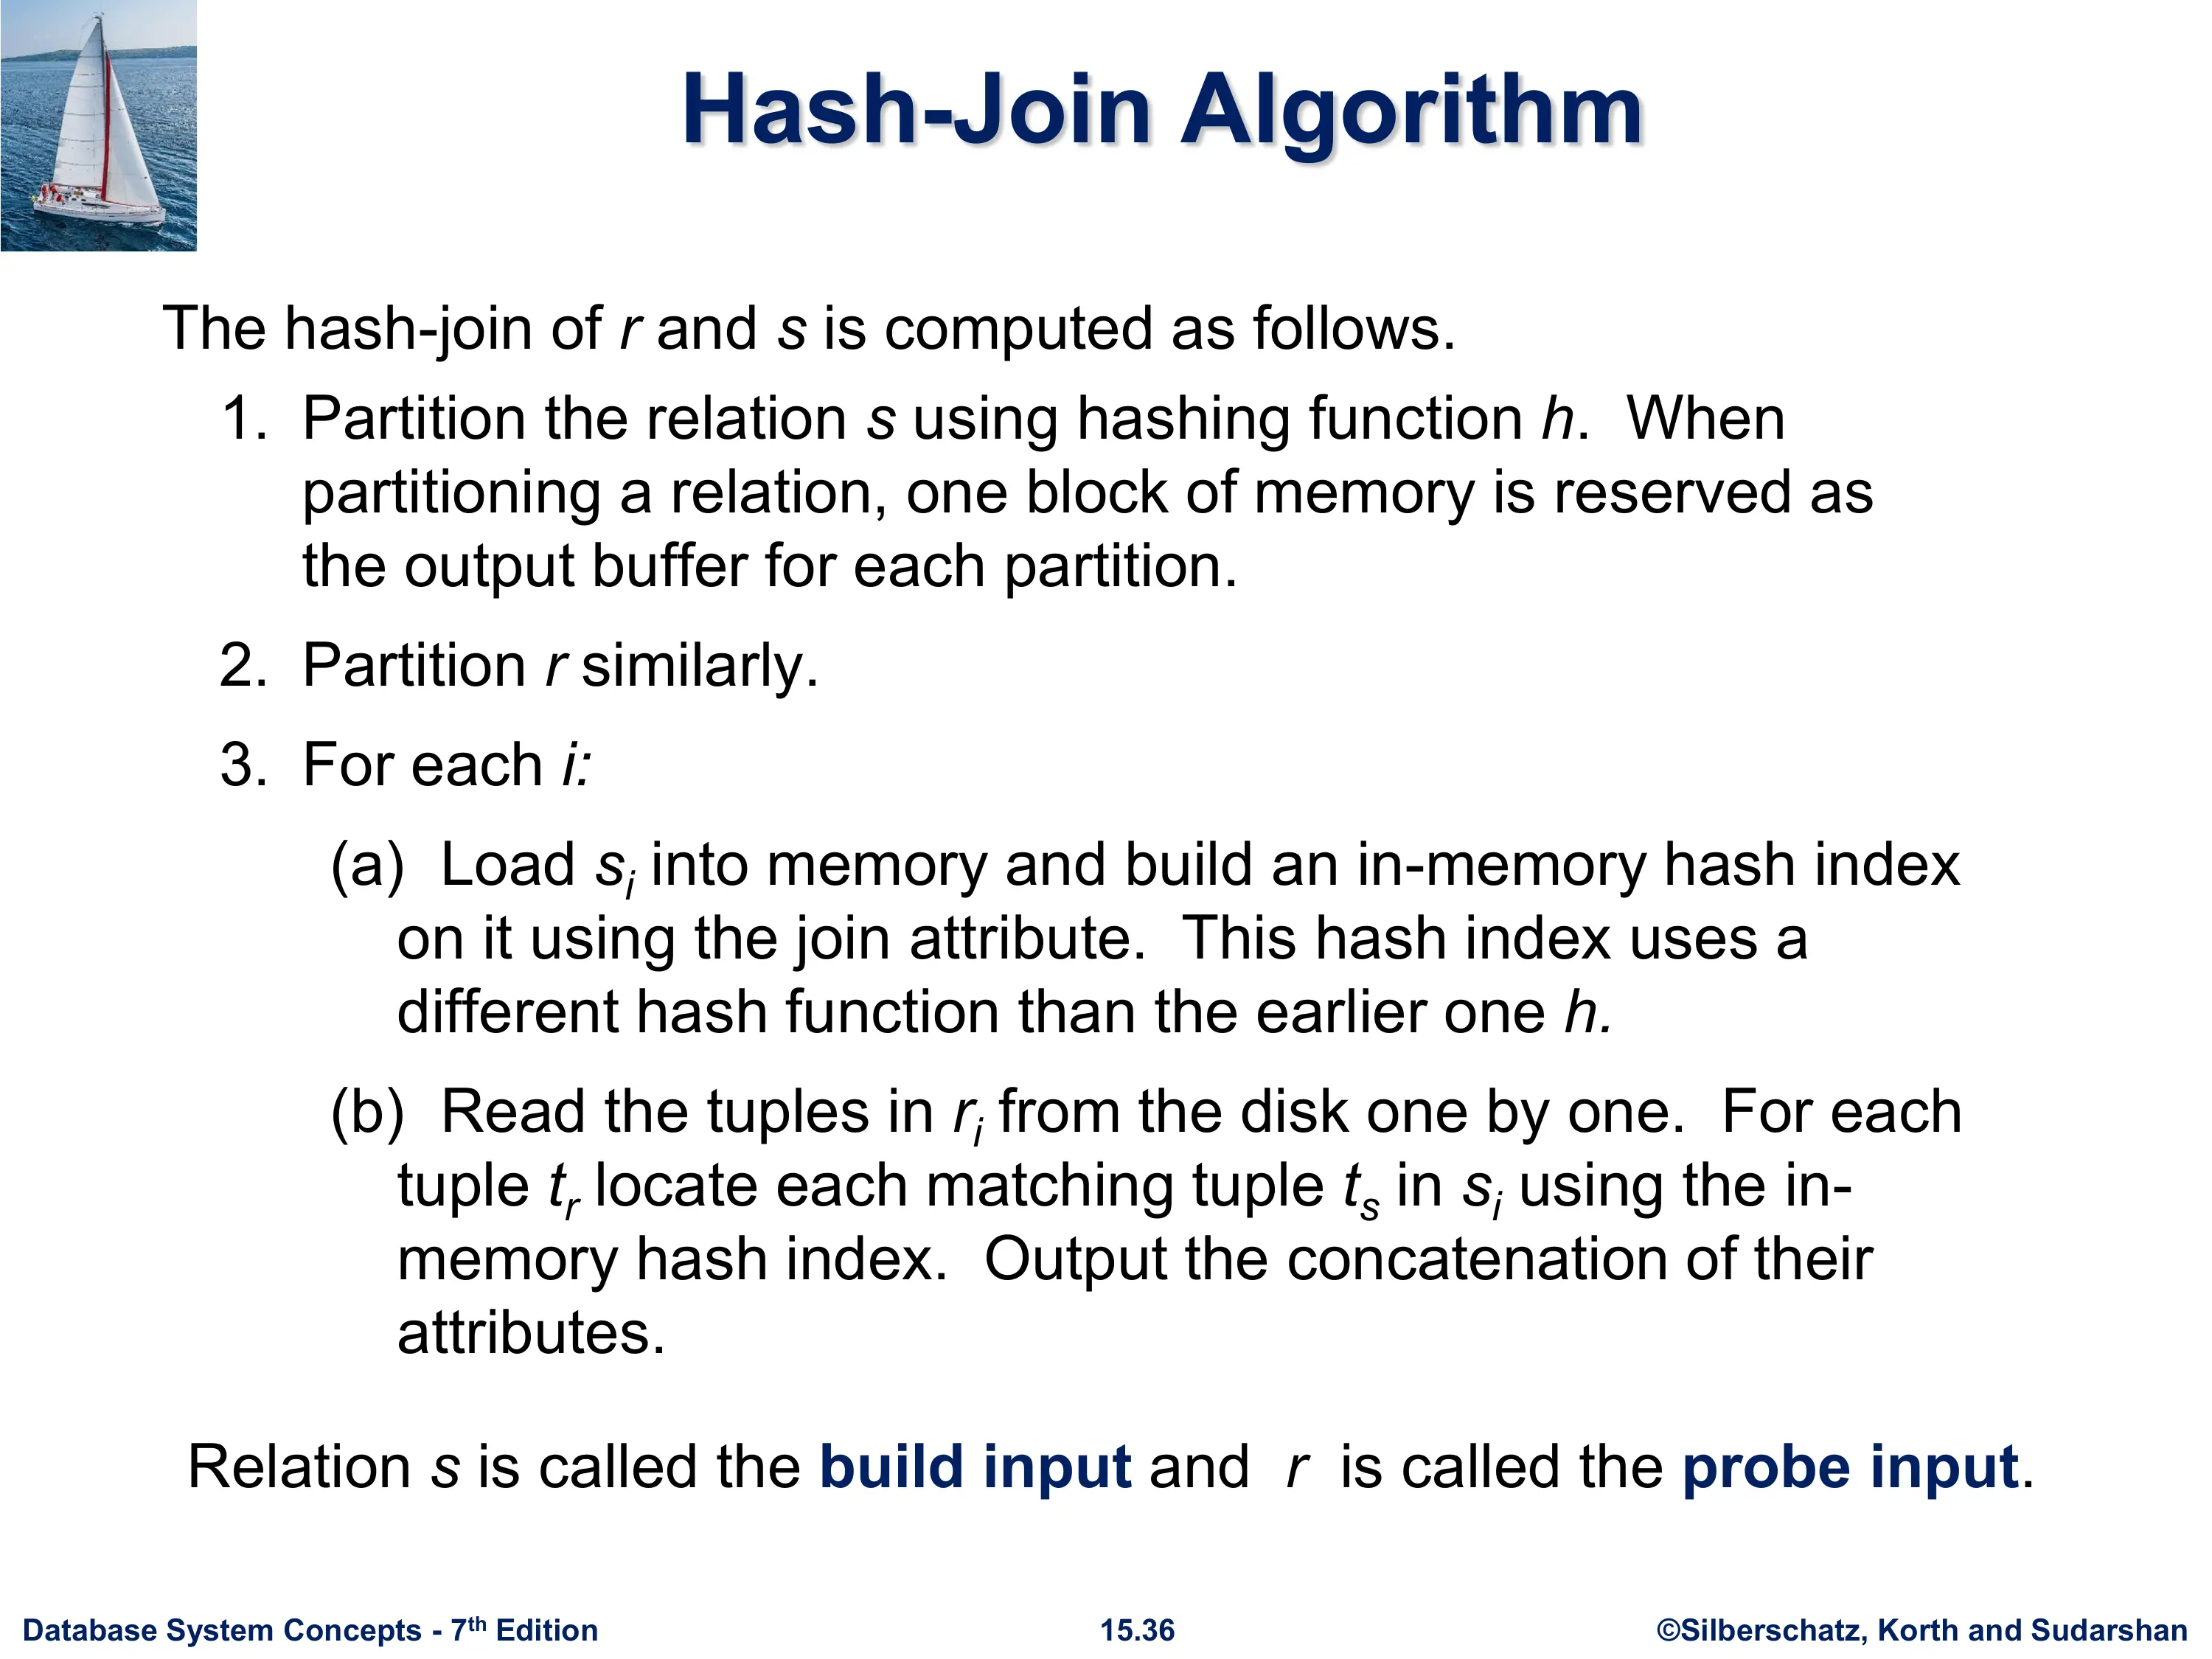 Hash-Join Algorithm
The hash-join of r and s is computed as follows.
1. Partition the relation s using hashing function h. When
partitioning a relation, one block of memory is reserved as
the output buffer for each partition.
2. Partition r similarly.
3. For each i:
(a) Load si into memory and build an in-memory hash index
on it using the join attribute. This hash index uses a
different hash function than the earlier one h.
(b) Read the tuples in ri from the disk one by one. For each
tuple tr locate each matching tuple ts in si using the in-
memory hash index. Output the concatenation of their
attributes.
Relation s is called the build input and r is called the probe input.
Database System Concepts - 7th Edition 15.36 ©Silberschatz, Korth and Sudarshan